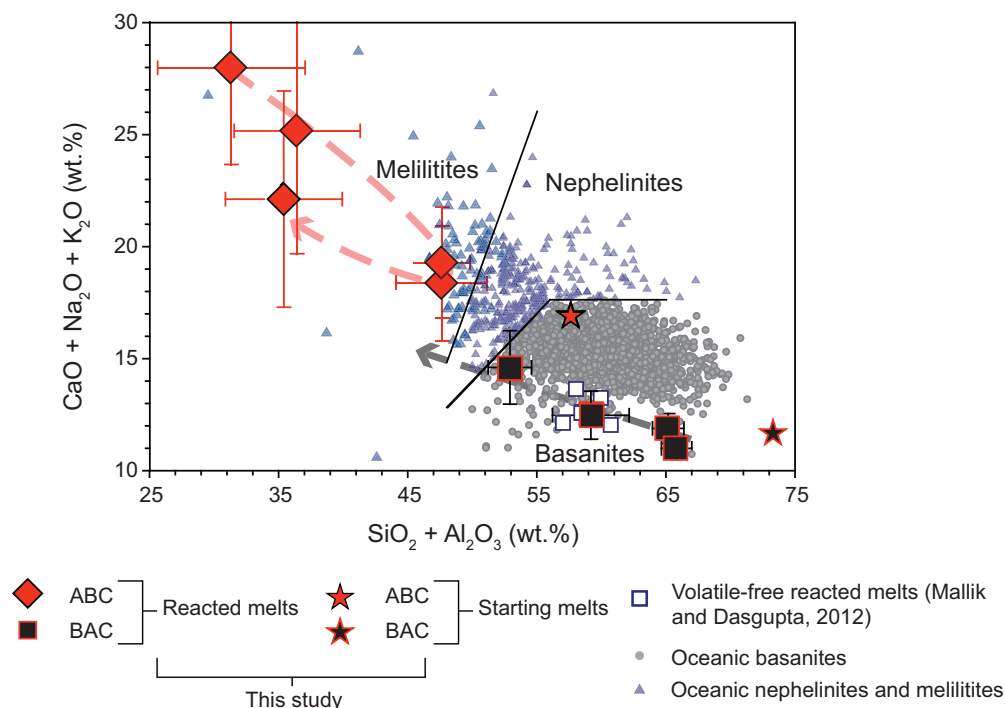 30
25
20
15
10
CaO + Na₂O + K₂O (wt.%)
Melilitites
Nephelinites
Basanites
25 35 45 55 65 75
SiO₂ + Al₂O₃ (wt.%)
ABC
BAC
Reacted melts
ABC
BAC
Starting melts
This study
Volatile-free reacted melts (Mallik
and Dasgupta, 2012)
Oceanic basanites
Oceanic nephelinites and melilitites